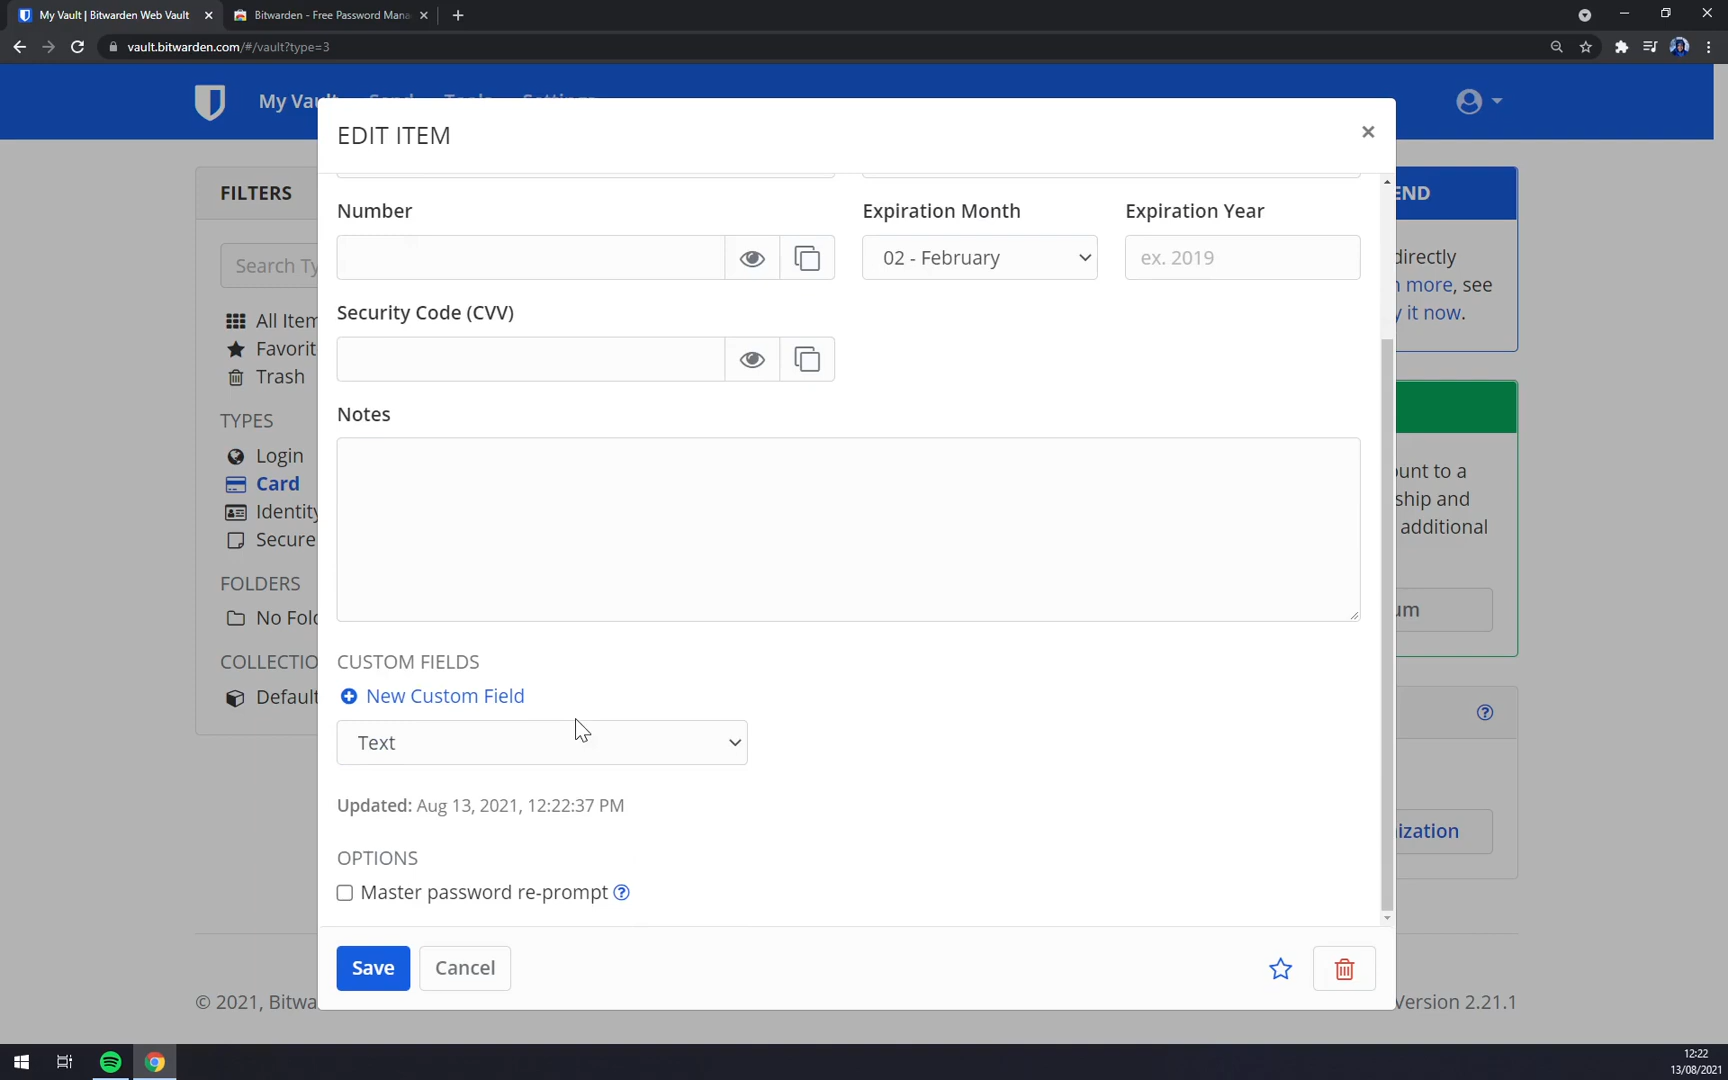 My Vault | Bitwarden Web Vault
Bitwarden - Free Password Mana
vault.bitwarden.com/#/vault?type=3
My Vault Send Tools Settings
EDIT ITEM
FILTERS
Search Ty
All Item
Favorit
Trash
TYPES
Login
Card
Identity
Secure
FOLDERS
No Fold
COLLECTIO
Default
Number
Expiration Month
Expiration Year
02 - February
ex. 2019
Security Code (CVV)
Notes
CUSTOM FIELDS
New Custom Field
Text
Updated: Aug 13, 2021, 12:22:37 PM
OPTIONS
Master password re-prompt
Save
Cancel
END
directly
more, see
it now.
unt to a
ship and
additional
um
ization
© 2021, Bitwa
Version 2.21.1
12:22
13/08/2021